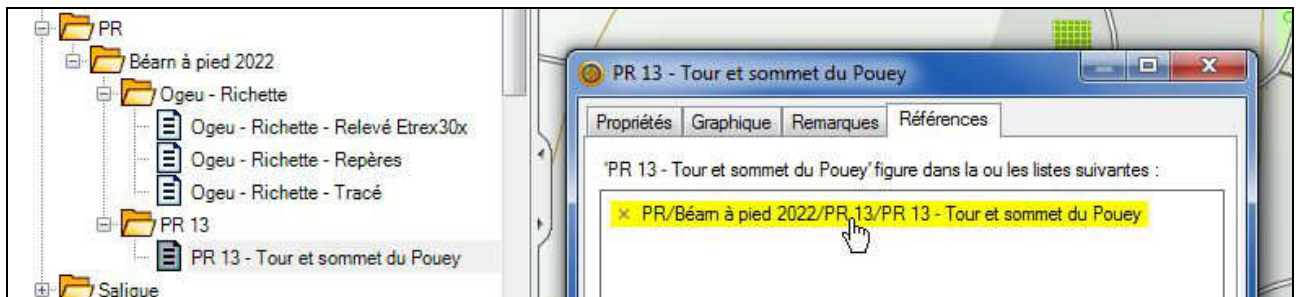 PR
Béarn à pied 2022
Ogeu - Richette
Ogeu - Richette - Relevé Etrex30x
Ogeu - Richette - Repères
Ogeu - Richette - Tracé
PR 13
PR 13 - Tour et sommet du Pouey
Saligue
PR 13 - Tour et sommet du Pouey
Propriétés Graphique Remarques Références
"PR 13 - Tour et sommet du Pouey" figure dans la ou les listes suivantes :
PR/Béarn à pied 2022/PR 13/PR 13 - Tour et sommet du Pouey